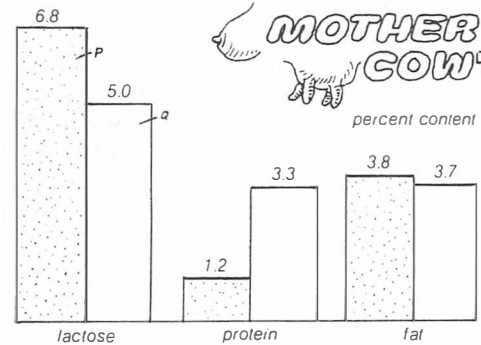 MOTHER
COW'
percent content
6.8
P
5.0
Q
1.2
3.3
3.8
3.7
lactose
protein
fat